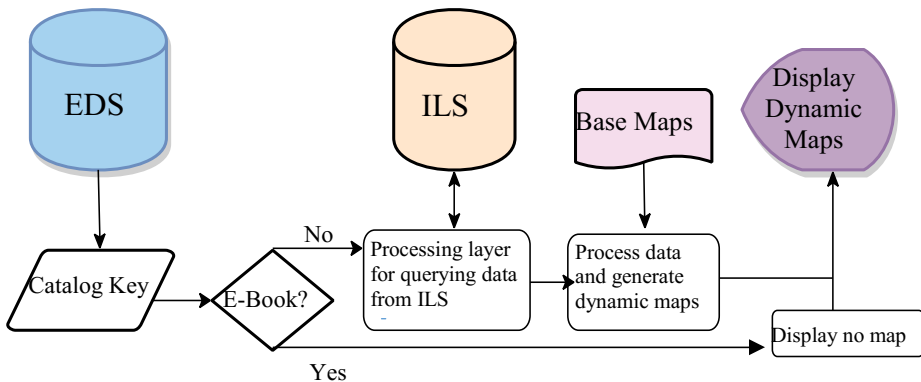 EDS
ILS
Base Maps
Display
Dynamic
Maps
Catalog Key
E-Book?
No
Processing layer
for querying data
from ILS
-
Process data
and generate
dynamic maps
Display no map
Yes